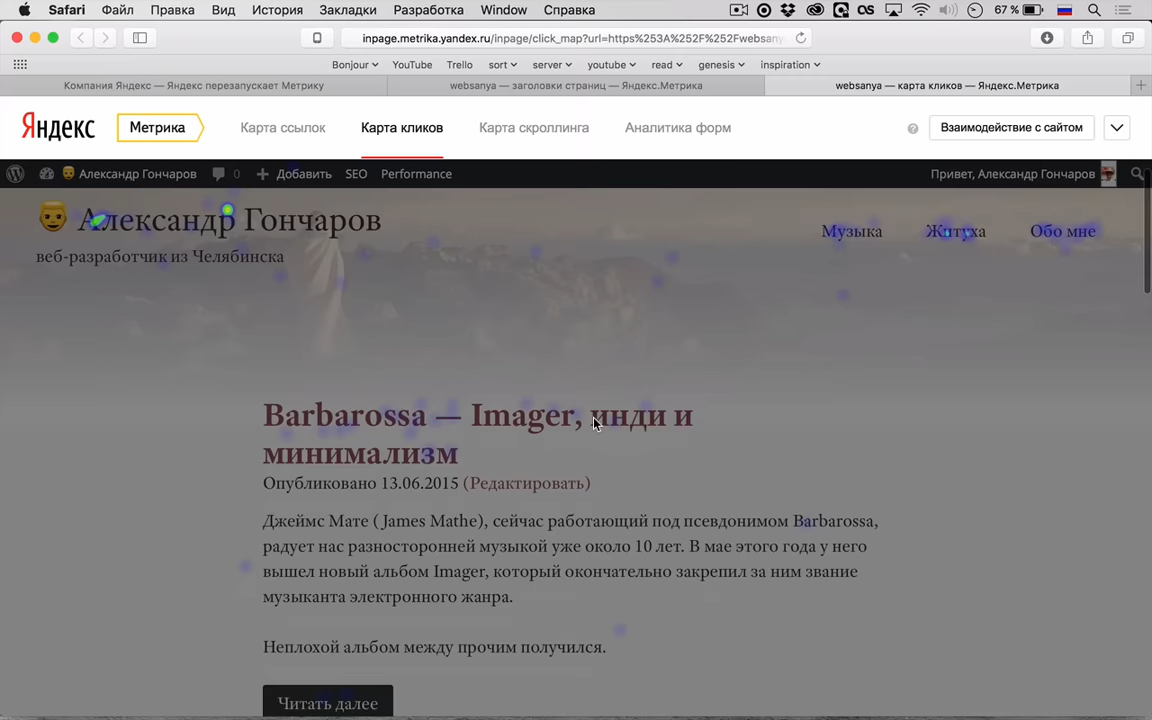 Safari Файл Правка Вид История Закладки Разработка Window Справка 67 %
inpage.metrika.yandex.ru/inpage/click_map?url=https%253A%252F%252Fwebsany
Bonjour YouTube Trello sort server youtube read genesis inspiration
Компания Яндекс — Яндекс перезапускает Метрику websanya — заголовки страниц — Яндекс.Метрика websanya — карта кликов — Яндекс.Метрика
Яндекс Метрика Карта ссылок Карта кликов Карта скроллинга Аналитика форм ? Взаимодействие с сайтом
Александр Гончаров 0 Добавить SEO Performance Привет, Александр Гончаров
Александр Гончаров
Музыка Житуха Обо мне
веб-разработчик из Челябинска
Barbarossa — Imager, инди и
минимализм
Опубликовано 13.06.2015 (Редактировать)
Джеймс Мате ( James Mathe), сейчас работающий под псевдонимом Barbarossa,
радует нас разносторонней музыкой уже около 10 лет. В мае этого года у него
вышел новый альбом Imager, который окончательно закрепил за ним звание
музыканта электронного жанра.
Неплохой альбом между прочим получился.
Читать далее